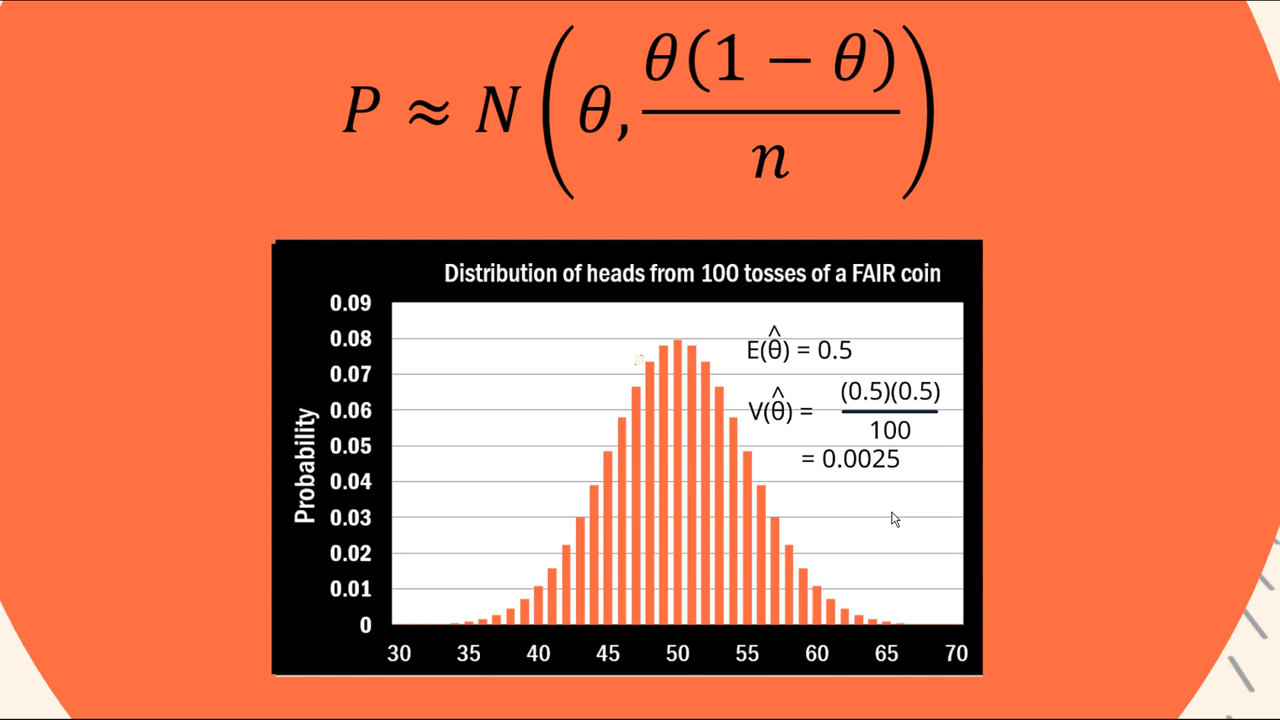 P ≈ N(θ, θ(1 − θ)/n)
Distribution of heads from 100 tosses of a FAIR coin
0.09
0.08
0.07
0.06
0.05
0.04
0.03
0.02
0.01
0
Probability
E(θ̂) = 0.5
V(θ̂) = (0.5)(0.5)/100
= 0.0025
30 35 40 45 50 55 60 65 70